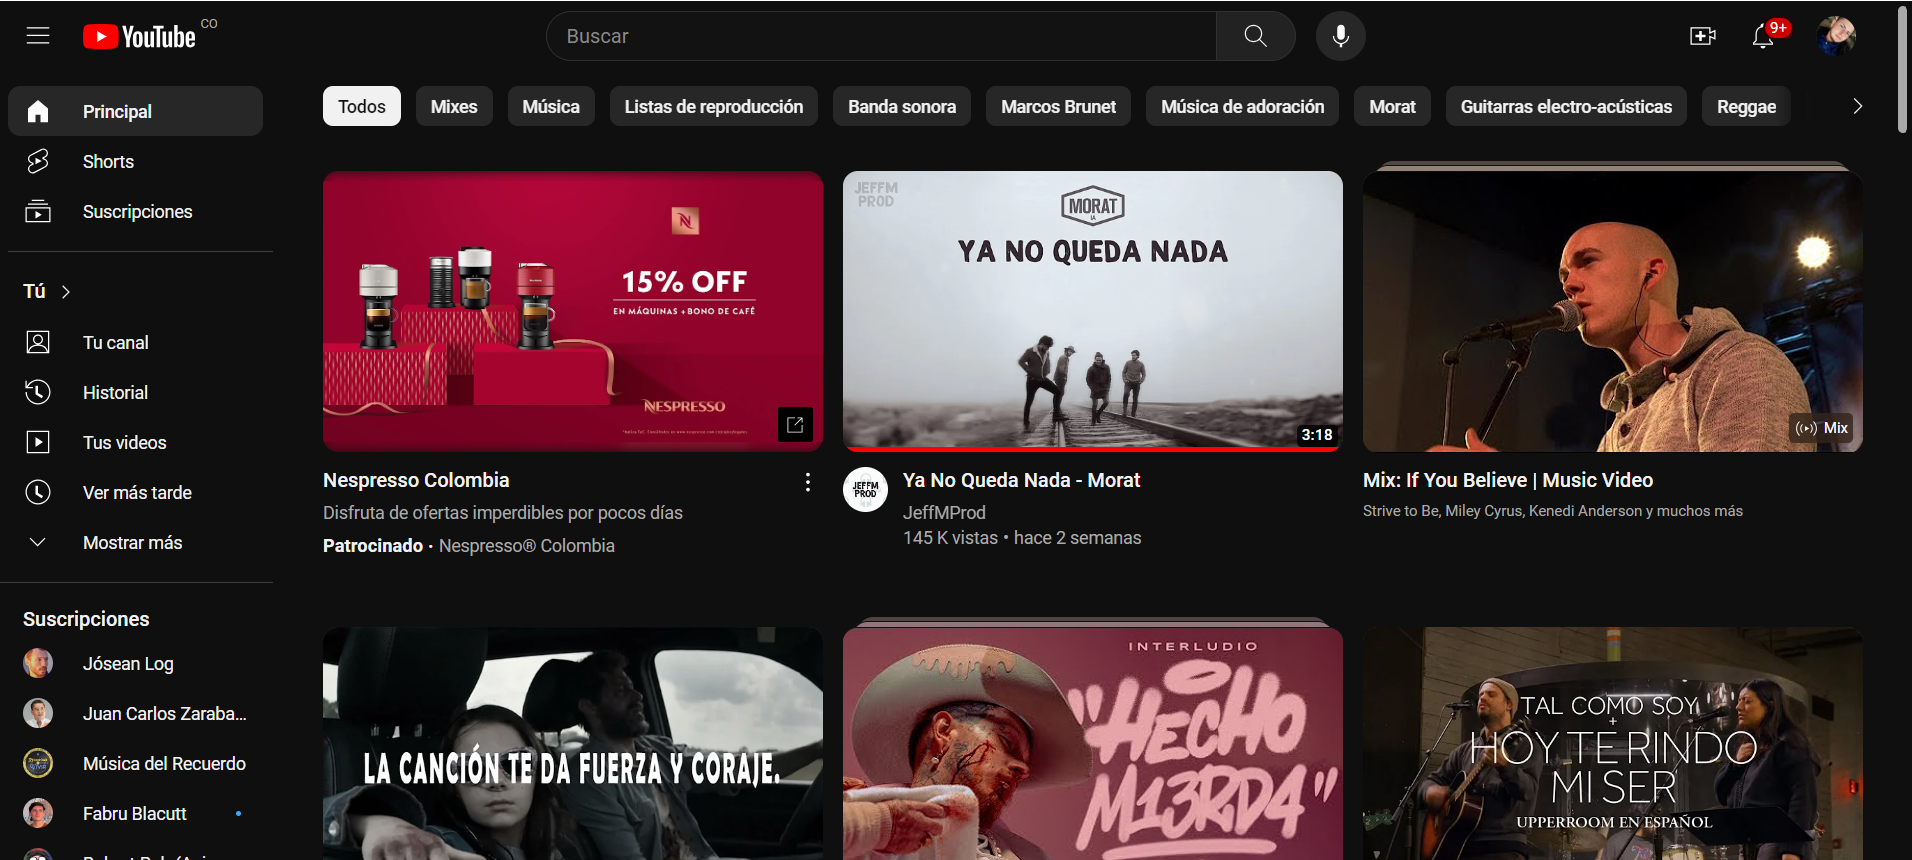 YouTube CO
Buscar
9+
Principal
Shorts
Suscripciones
Tú
Tu canal
Historial
Tus videos
Ver más tarde
Mostrar más
Suscripciones
Jósean Log
Juan Carlos Zaraba...
Música del Recuerdo
Fabru Blacutt
Todos
Mixes
Música
Listas de reproducción
Banda sonora
Marcos Brunet
Música de adoración
Morat
Guitarras electro-acústicas
Reggae
N
15% OFF
EN MÁQUINAS + BONO DE CAFÉ
NESPRESSO
Nespresso Colombia
Disfruta de ofertas imperdibles por pocos días
Patrocinado · Nespresso® Colombia
JEFFM
PROD
MORAT
IA
YA NO QUEDA NADA
3:18
JEFFM
PROD
Ya No Queda Nada - Morat
JeffMProd
145 K vistas • hace 2 semanas
Mix
Mix: If You Believe | Music Video
Strive to Be, Miley Cyrus, Kenedi Anderson y muchos más
LA CANCIÓN TE DA FUERZA Y CORAJE.
INTERLUDIO
"HECHO
M13RD4"
TAL COMO SOY
+
HOY TE RINDO
MI SER
UPPERROOM EN ESPAÑOL